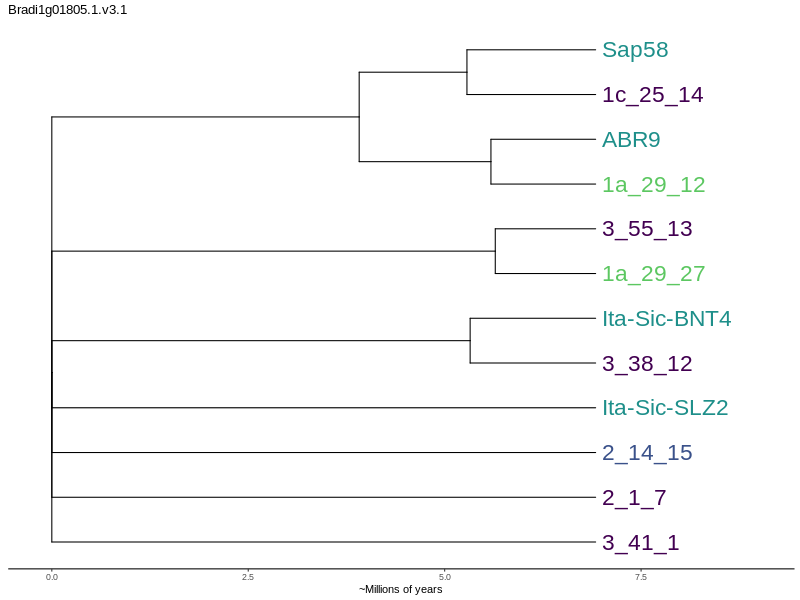 Bradi1g01805.1.v3.1
Sap58
1c_25_14
ABR9
1a_29_12
3_55_13
1a_29_27
Ita-Sic-BNT4
3_38_12
Ita-Sic-SLZ2
2_14_15
2_1_7
3_41_1
0.0 2.5 5.0 7.5
~Millions of years